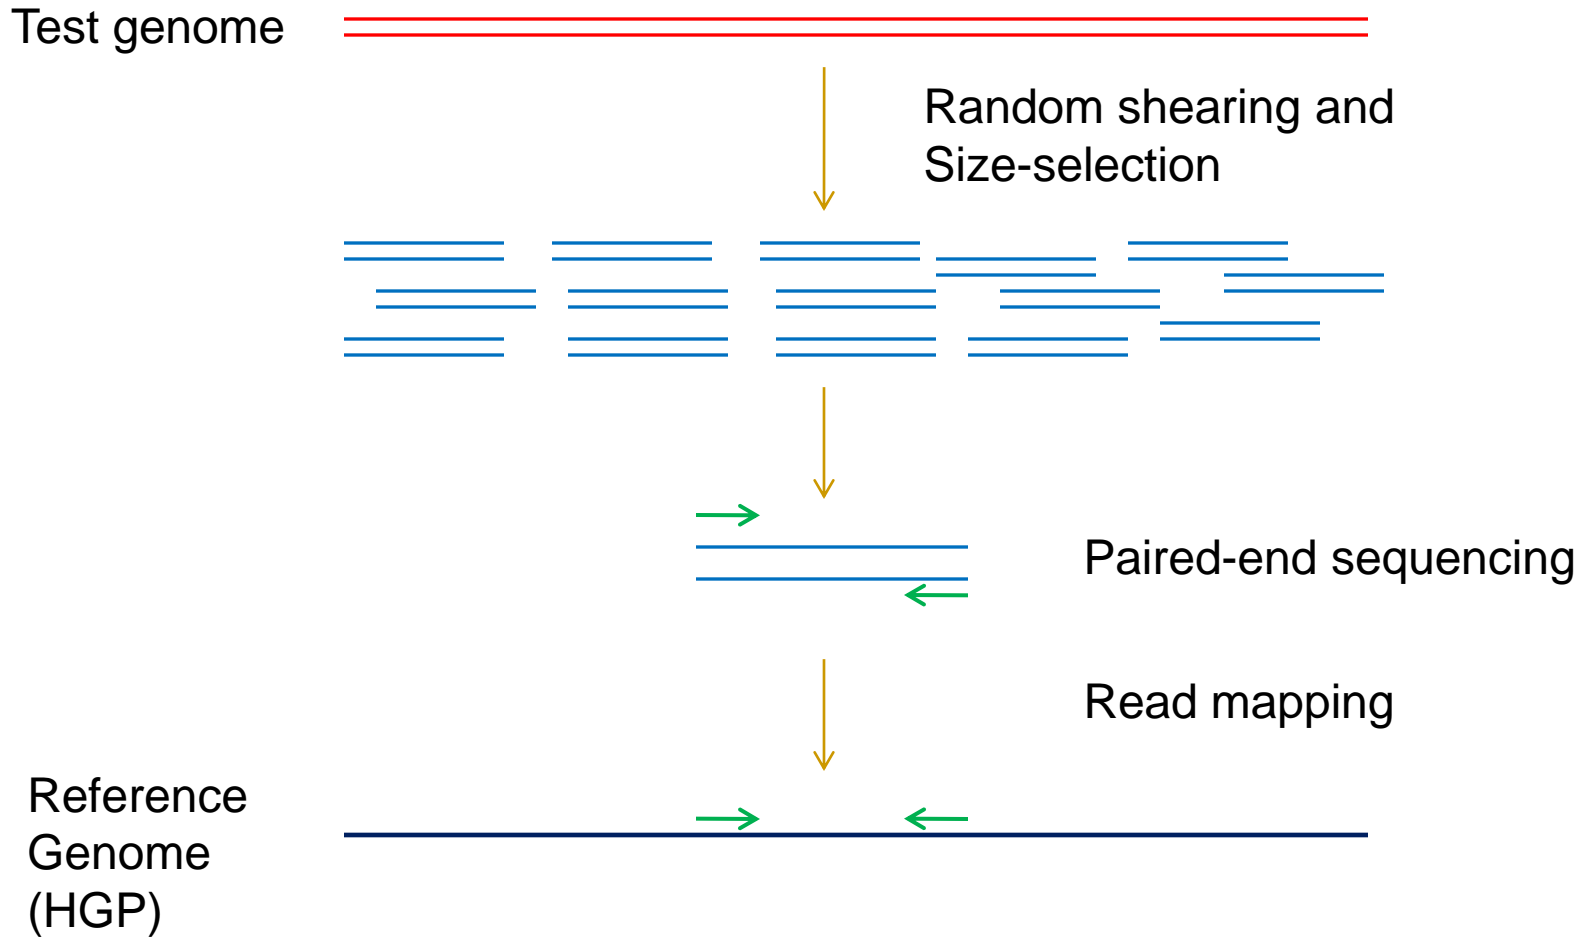 Test genome
Random shearing and
Size-selection
Paired-end sequencing
Read mapping
Reference
Genome
(HGP)